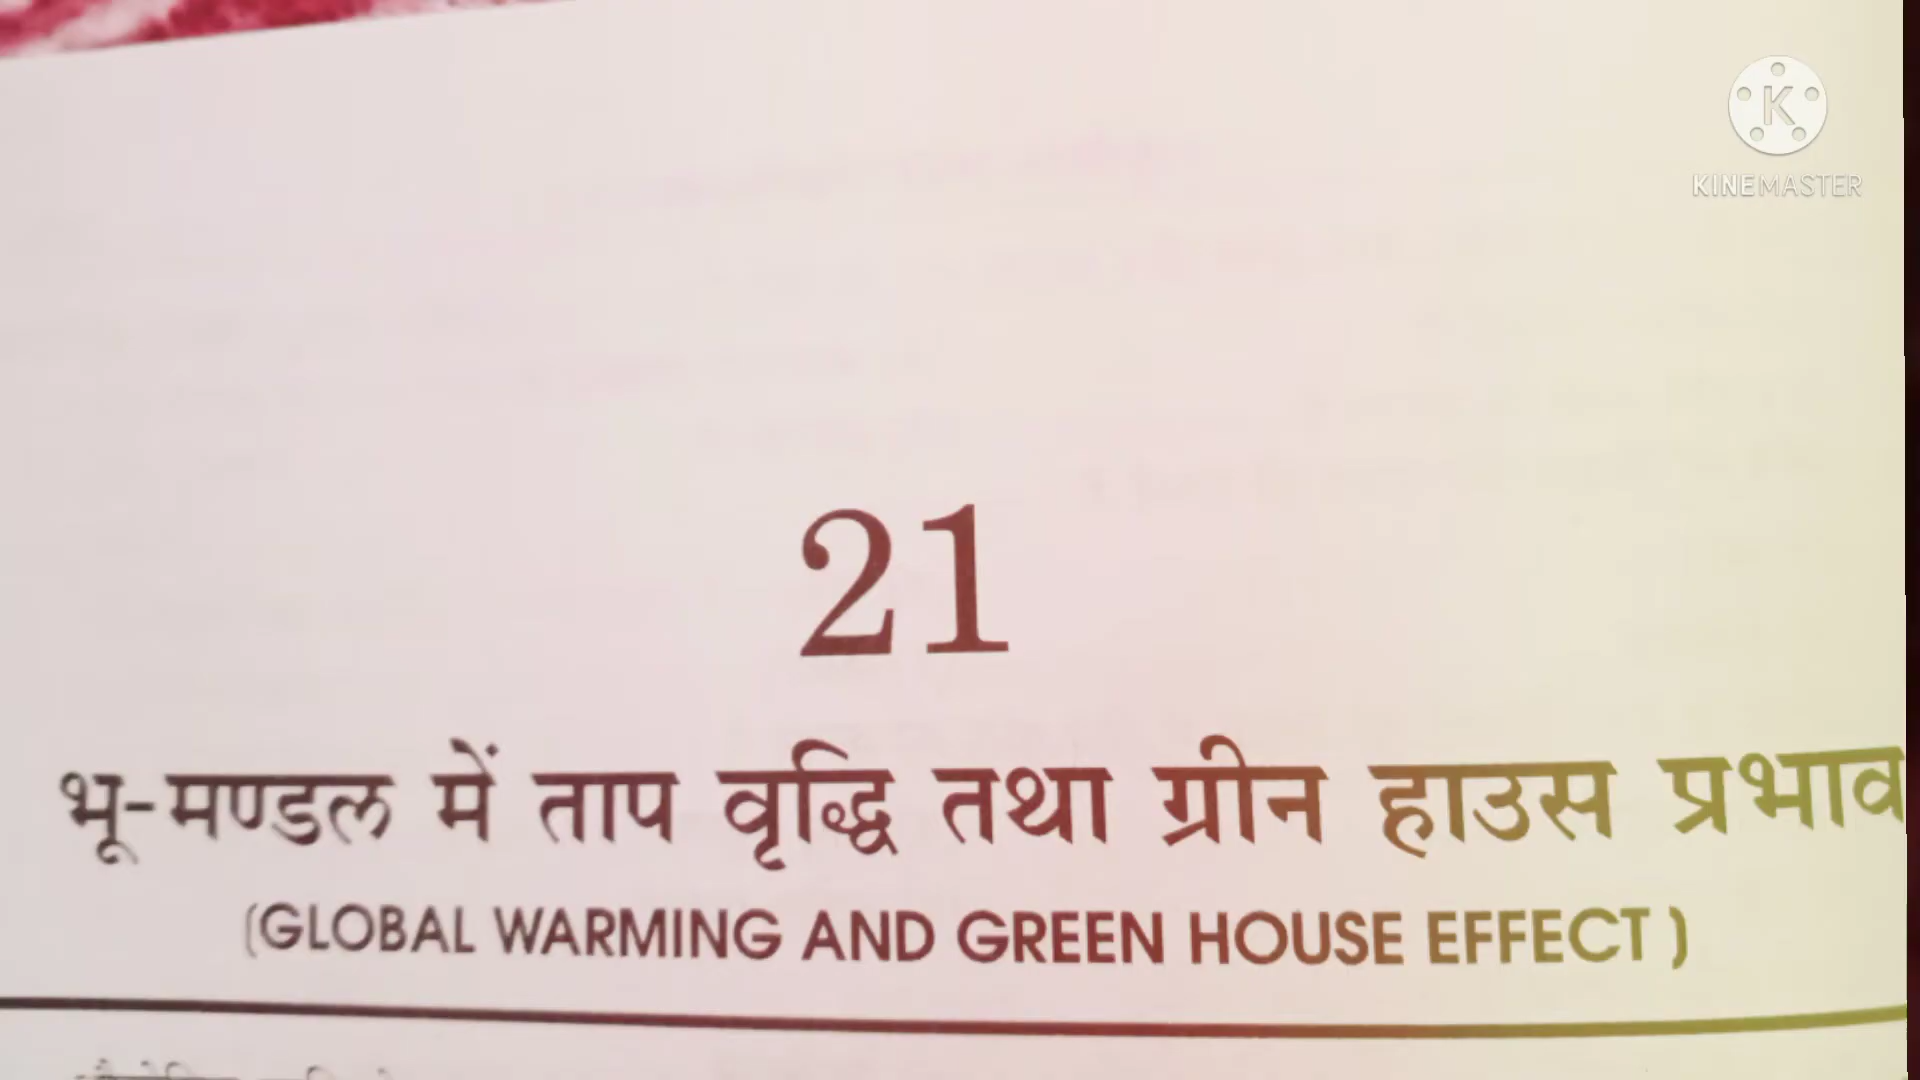 KINEMASTER
21
भू-मण्डल में ताप वृद्धि तथा ग्रीन हाउस प्रभाव
(GLOBAL WARMING AND GREEN HOUSE EFFECT)